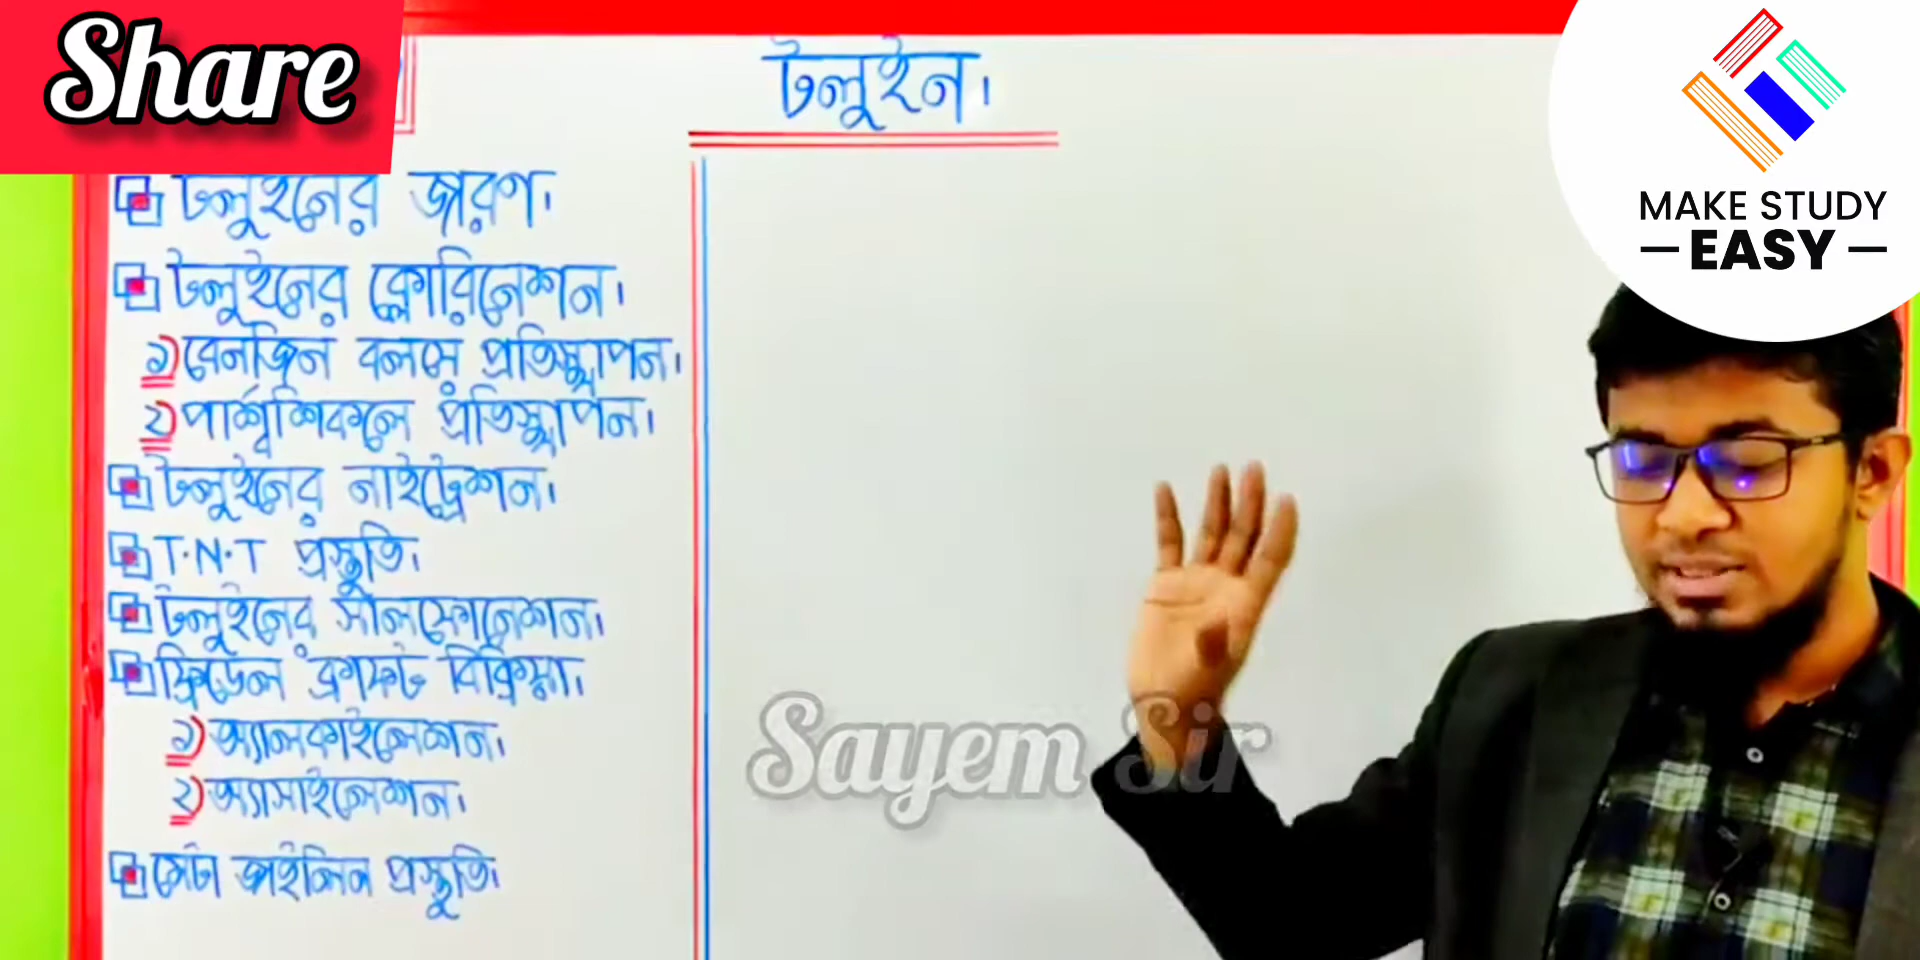 Share
টলুইন।
MAKE STUDY
EASY
টলুইনের জারণ।
টলুইনের ক্লোরিনেশন।
১) বেনজিন বলয়ে প্রতিস্থাপন।
২) পার্শ্বশিকলে প্রতিস্থাপন।
টলুইনের নাইট্রেশন।
T.N.T প্রস্তুতি।
টলুইনের সালফোনেশন।
ফ্রিডেল ক্রাফট বিক্রিয়া।
১) অ্যালকাইলেশন।
২) অ্যাসাইলেশন।
মেটা জাইলিন প্রস্তুতি।
Sayem Sir